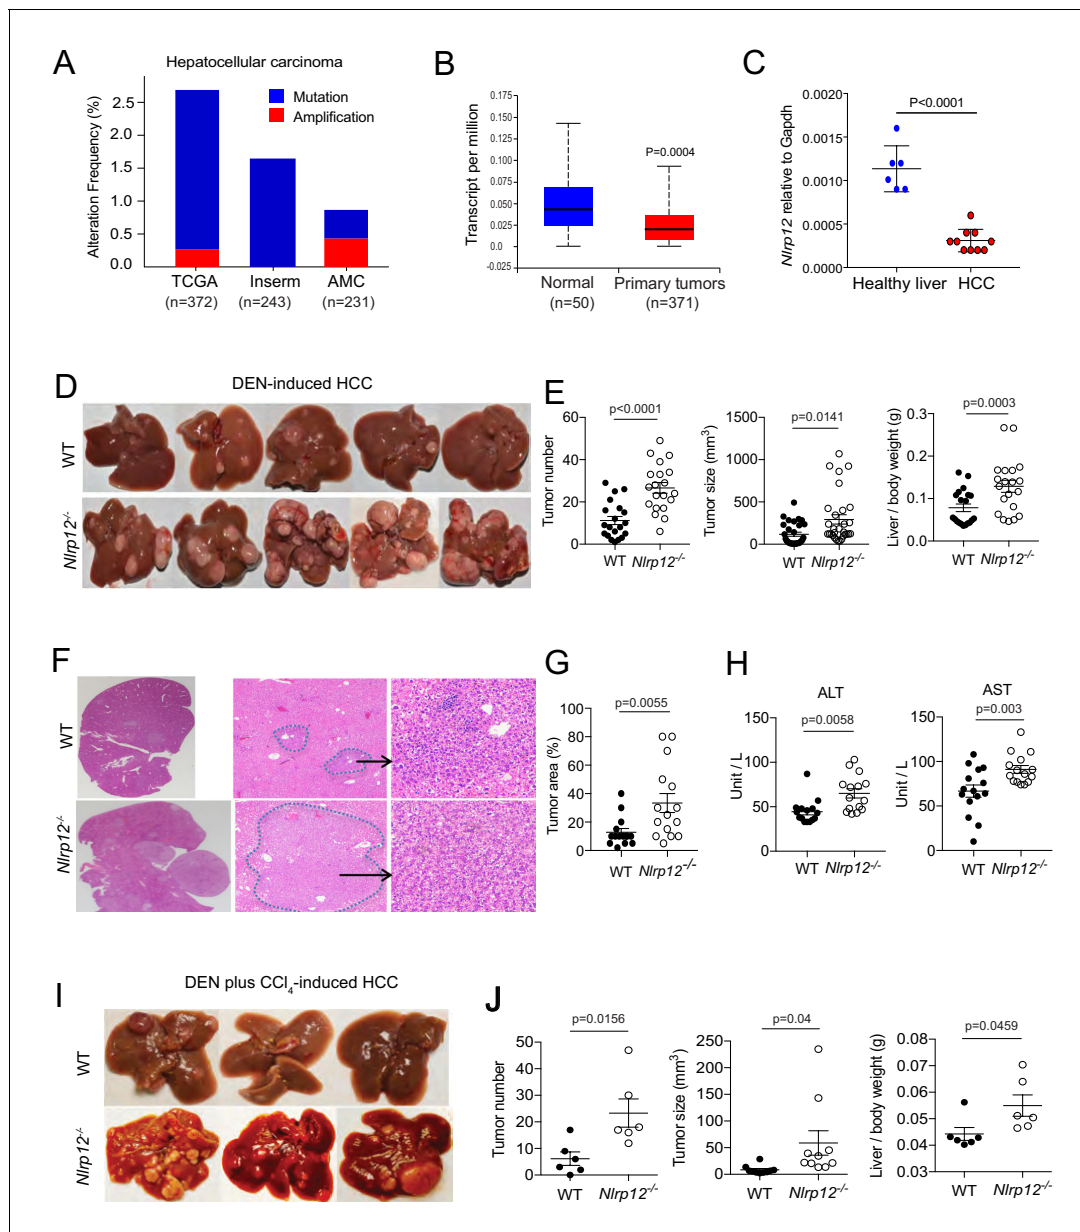 A
Hepatocellular carcinoma
Alteration Frequency (%)
2.5
2.0
1.5
1.0
0.5
0.0
Mutation
Amplification
TCGA
Inserm
AMC
(n=372)
(n=243)
(n=231)
B
Transcript per million
0.175
0.150
0.125
0.100
0.075
0.050
0.025
0.0
-0.025
P=0.0004
Normal
Primary tumors
(n=50)
(n=371)
C
Nlrp12 relative to Gapdh
0.0020
0.0015
0.0010
0.0005
0.0000
P<0.0001
Healthy liver
HCC
D
DEN-induced HCC
WT
Nlrp12-/-
E
Tumor number
60
40
20
0
p<0.0001
WT Nlrp12-/-
Tumor size (mm3)
1500
1000
500
0
p=0.0141
WT Nlrp12-/-
Liver / body weight (g)
0.3
0.2
0.1
0.0
p=0.0003
WT Nlrp12-/-
F
WT
Nlrp12-/-
G
Tumor area (%)
100
80
60
40
20
0
p=0.0055
WT Nlrp12-/-
H
ALT
Unit / L
150
100
50
0
p=0.0058
WT Nlrp12-/-
AST
Unit / L
150
100
50
0
p=0.003
WT Nlrp12-/-
I
DEN plus CCl4-induced HCC
WT
Nlrp12-/-
J
Tumor number
50
40
30
20
10
0
p=0.0156
WT Nlrp12-/-
Tumor size (mm3)
250
200
150
100
50
0
p=0.04
WT Nlrp12-/-
Liver / body weight (g)
0.08
0.07
0.06
0.05
0.04
0.03
p=0.0459
WT Nlrp12-/-